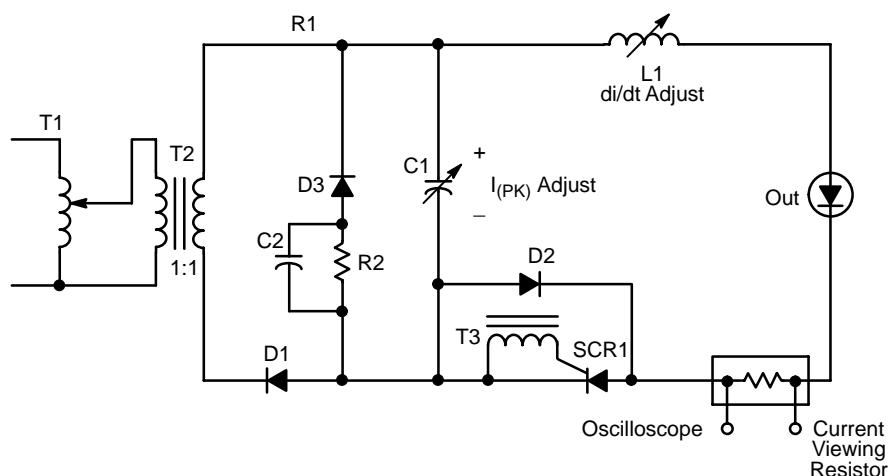 R1
L1
di/dt Adjust
T1
T2
C1
+
I(PK) Adjust
−
D3
Out
C2
R2
1:1
D2
T3
D1
SCR1
Oscilloscope
Current
Viewing
Resistor